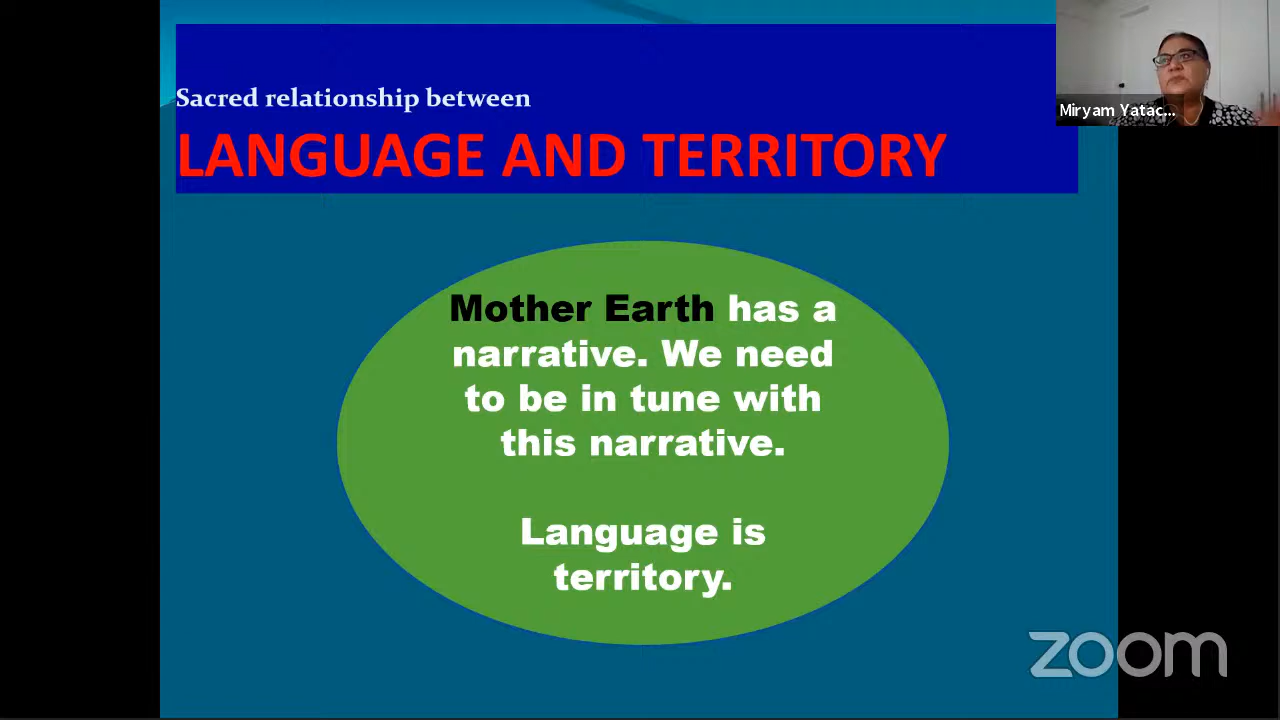 Sacred relationship between
LANGUAGE AND TERRITORY
Miryam Yatac...
Mother Earth has a
narrative. We need
to be in tune with
this narrative.
Language is
territory.
zoom